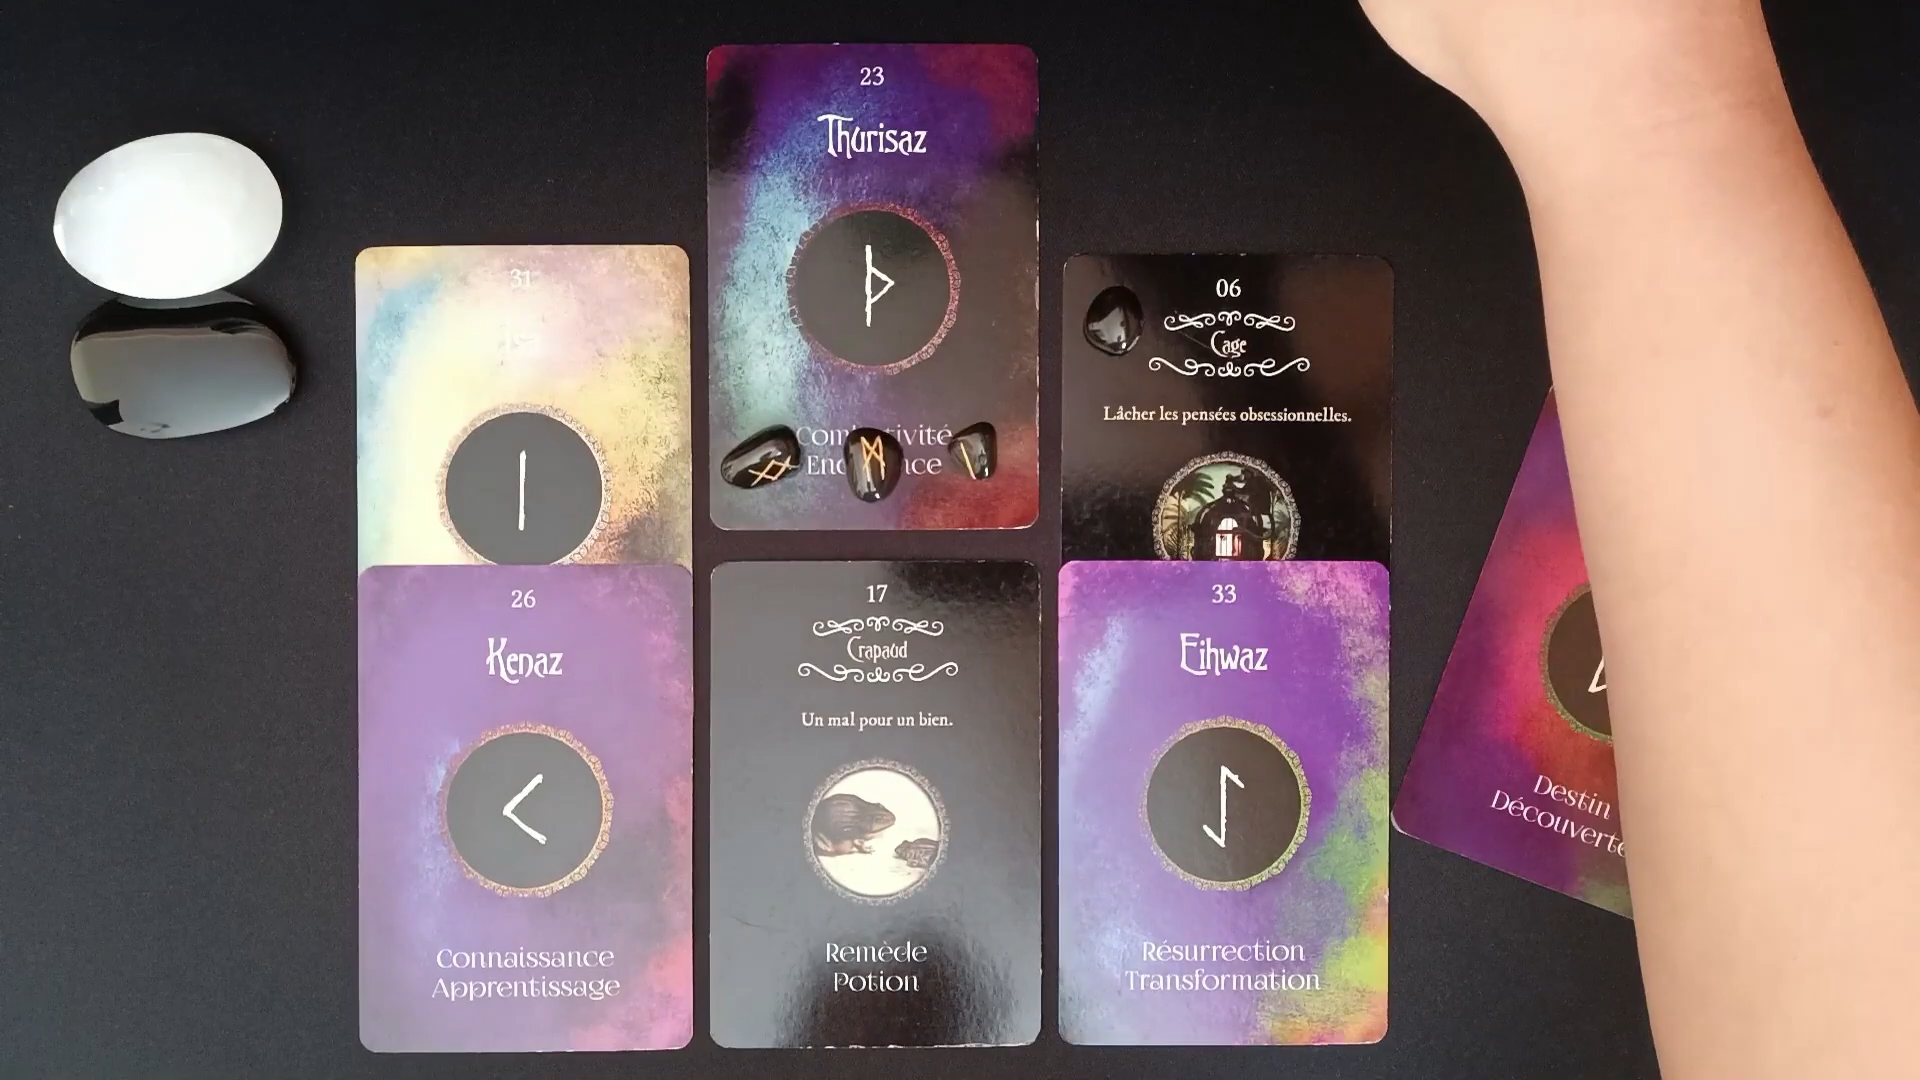 23
Thurisaz
31
Isa
06
Cage
Lâcher les pensées obsessionnelles.
26
Kenaz
Connaissance
Apprentissage
17
Crapaud
Un mal pour un bien.
Remède
Potion
33
Eihwaz
Résurrection
Transformation
Destin